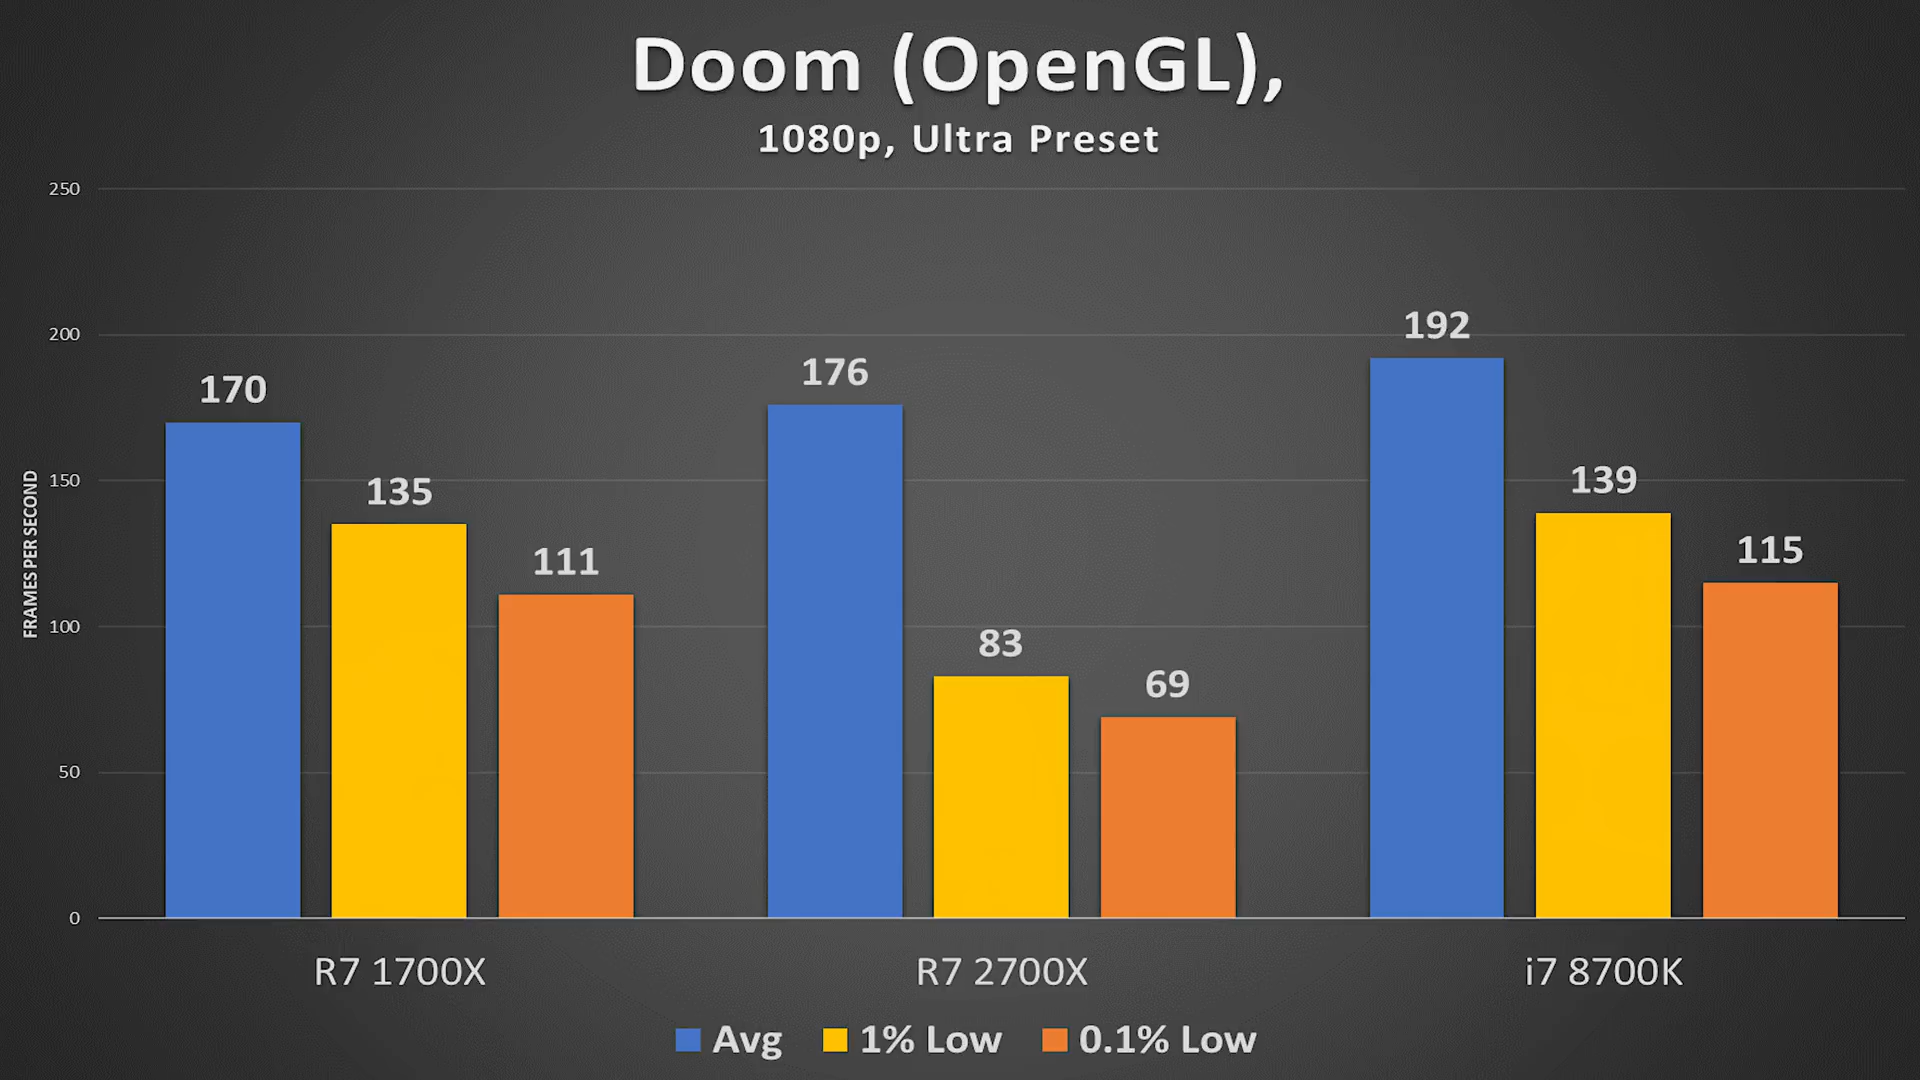 Doom (OpenGL),
1080p, Ultra Preset
250
200
150
100
50
0
FRAMES PER SECOND
170
135
111
176
83
69
192
139
115
R7 1700X
R7 2700X
i7 8700K
Avg
1% Low
0.1% Low